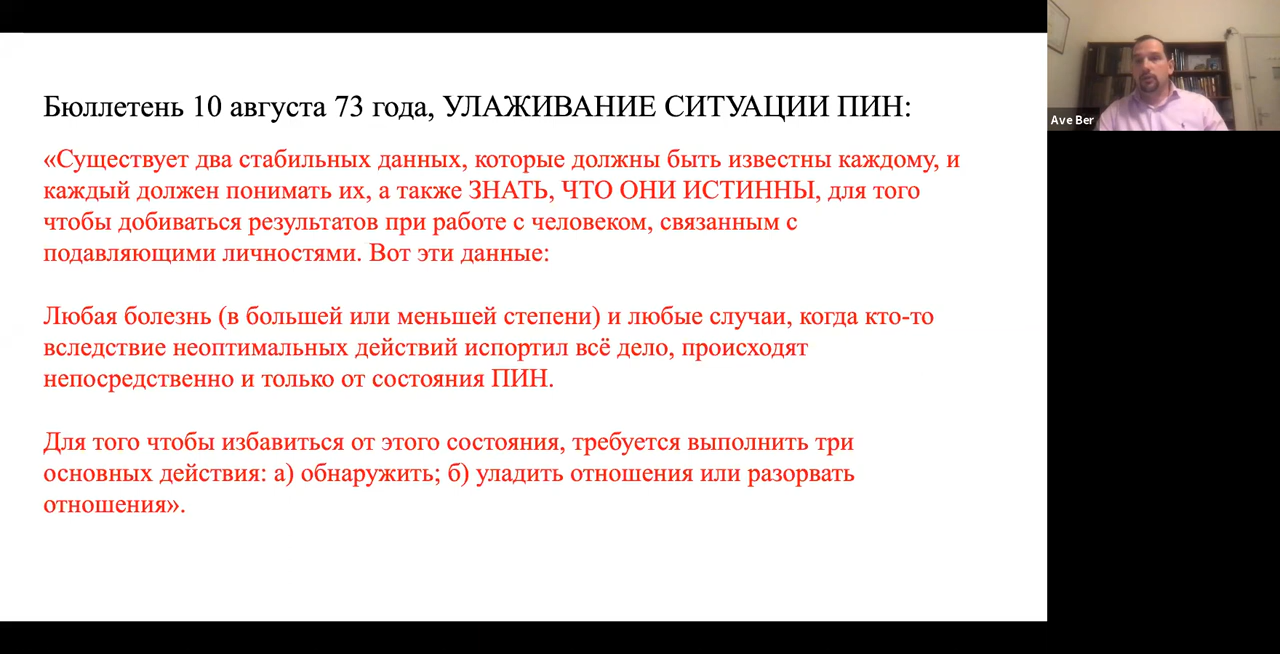 Бюллетень 10 августа 73 года, УЛАЖИВАНИЕ СИТУАЦИИ ПИН:
«Существует два стабильных данных, которые должны быть известны каждому, и
каждый должен понимать их, а также ЗНАТЬ, ЧТО ОНИ ИСТИННЫ, для того
чтобы добиваться результатов при работе с человеком, связанным с
подавляющими личностями. Вот эти данные:
Любая болезнь (в большей или меньшей степени) и любые случаи, когда кто-то
вследствие неоптимальных действий испортил всё дело, происходят
непосредственно и только от состояния ПИН.
Для того чтобы избавиться от этого состояния, требуется выполнить три
основных действия: а) обнаружить; б) уладить отношения или разорвать
отношения».
Ave Ber